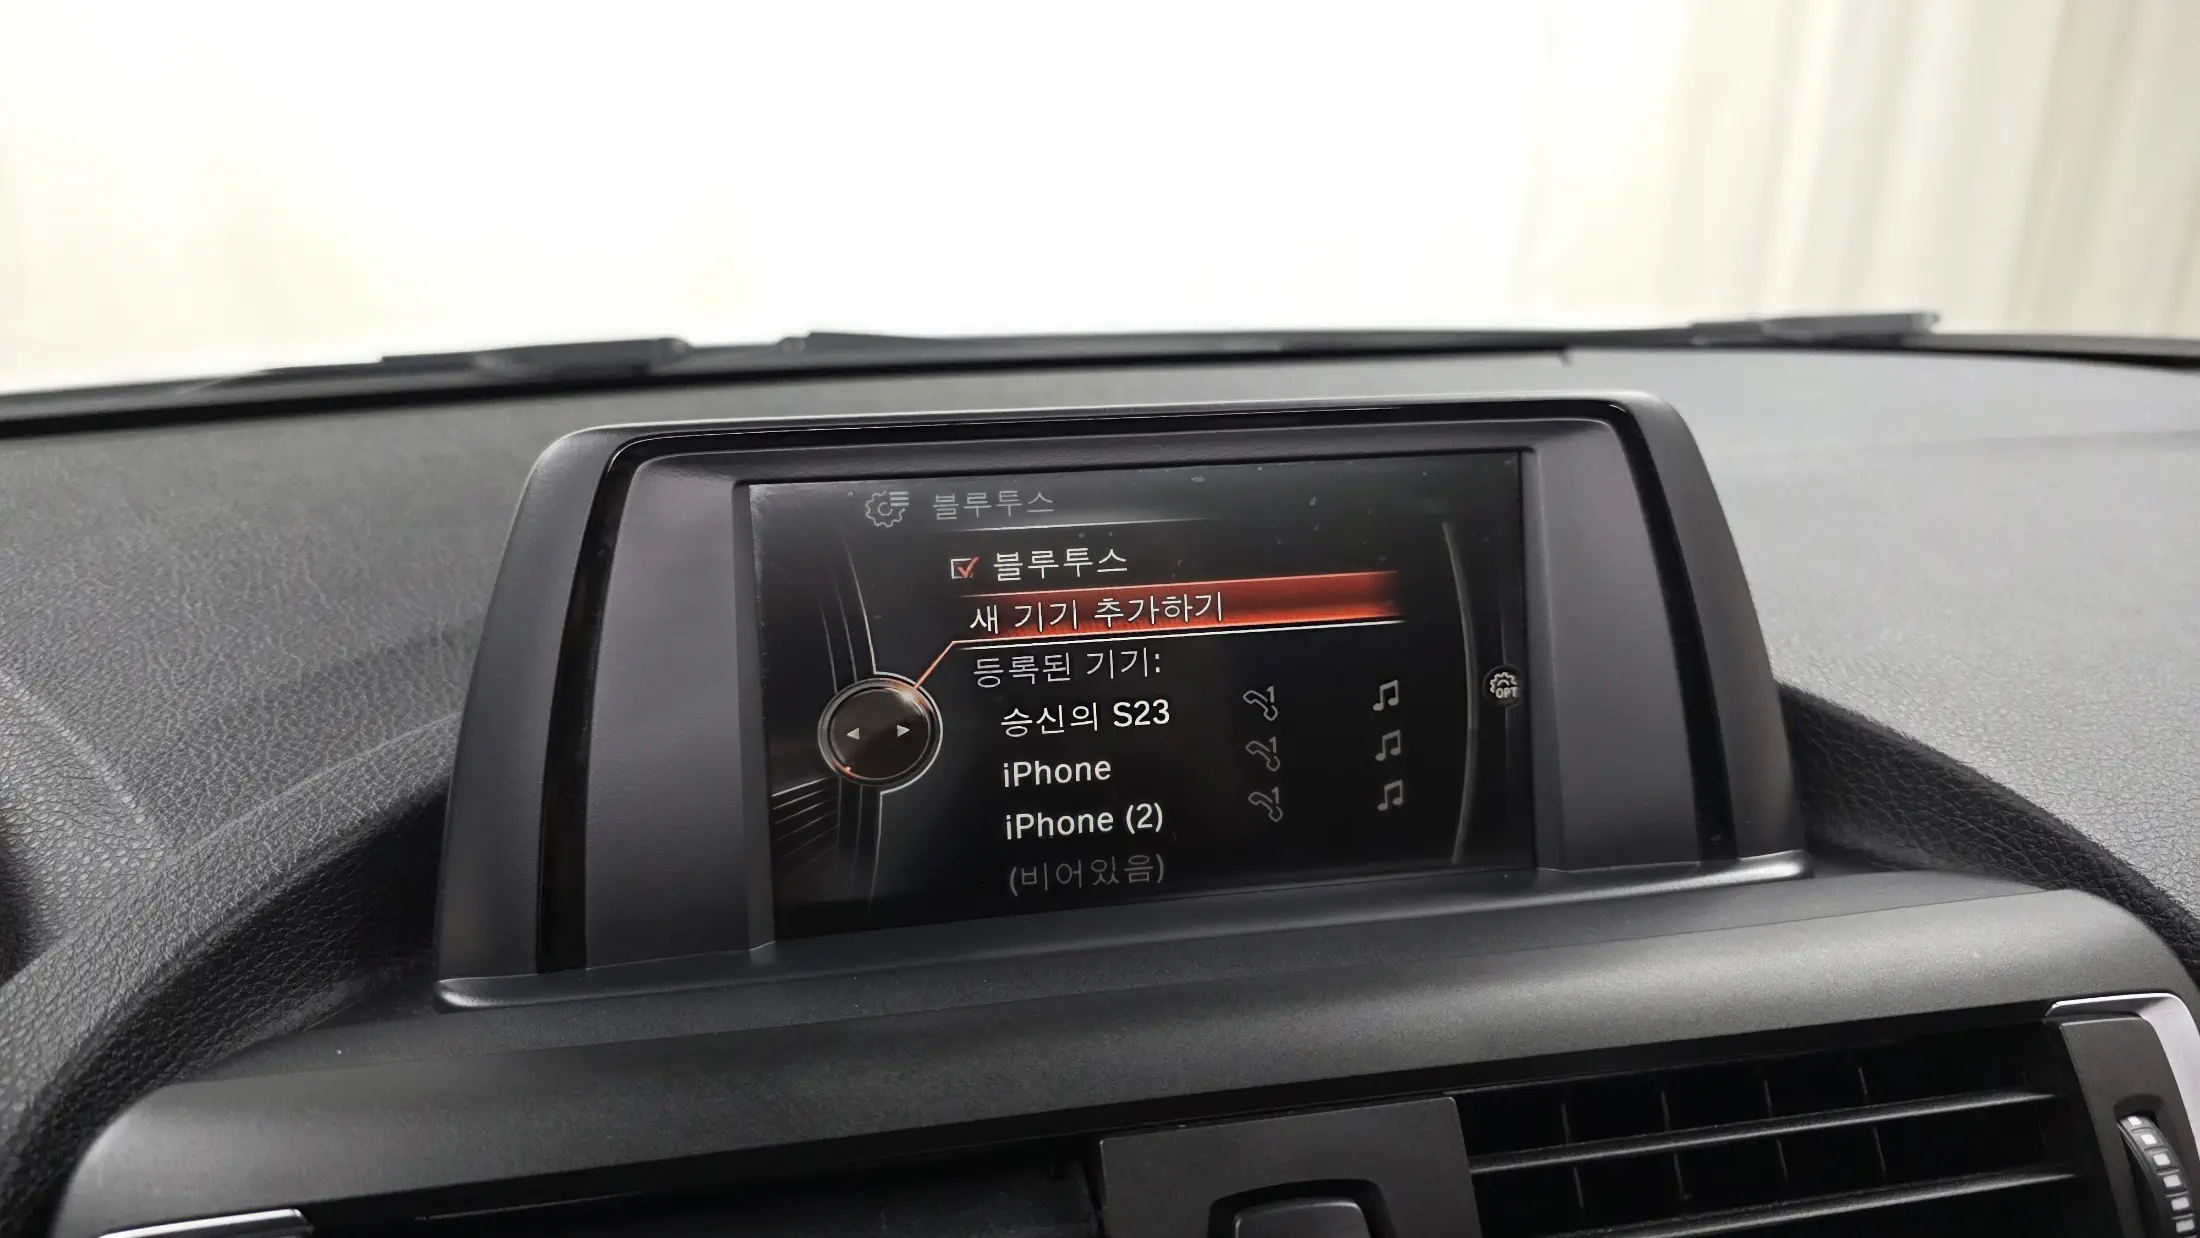 블루투스
블루투스
새 기기 추가하기
등록된 기기:
승신의 S23
iPhone
iPhone (2)
(비어있음)
OPT